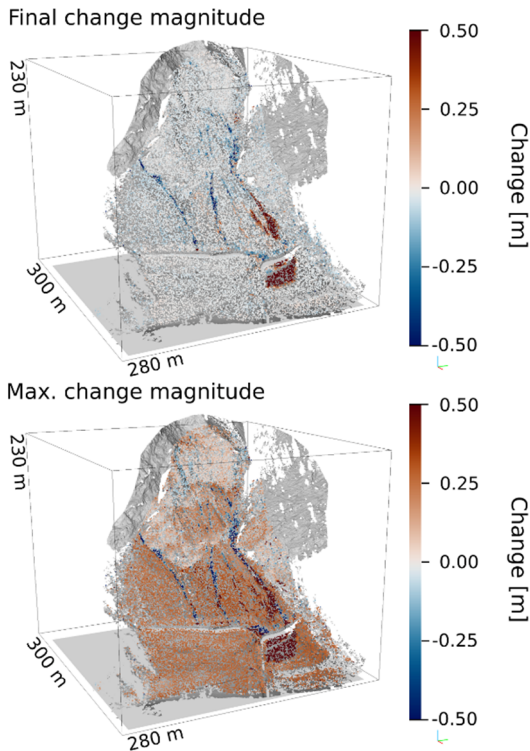 Final change magnitude
230 m
300 m
280 m
0.50
0.25
0.00
-0.25
-0.50
Change [m]
Max. change magnitude
230 m
300 m
280 m
0.50
0.25
0.00
-0.25
-0.50
Change [m]